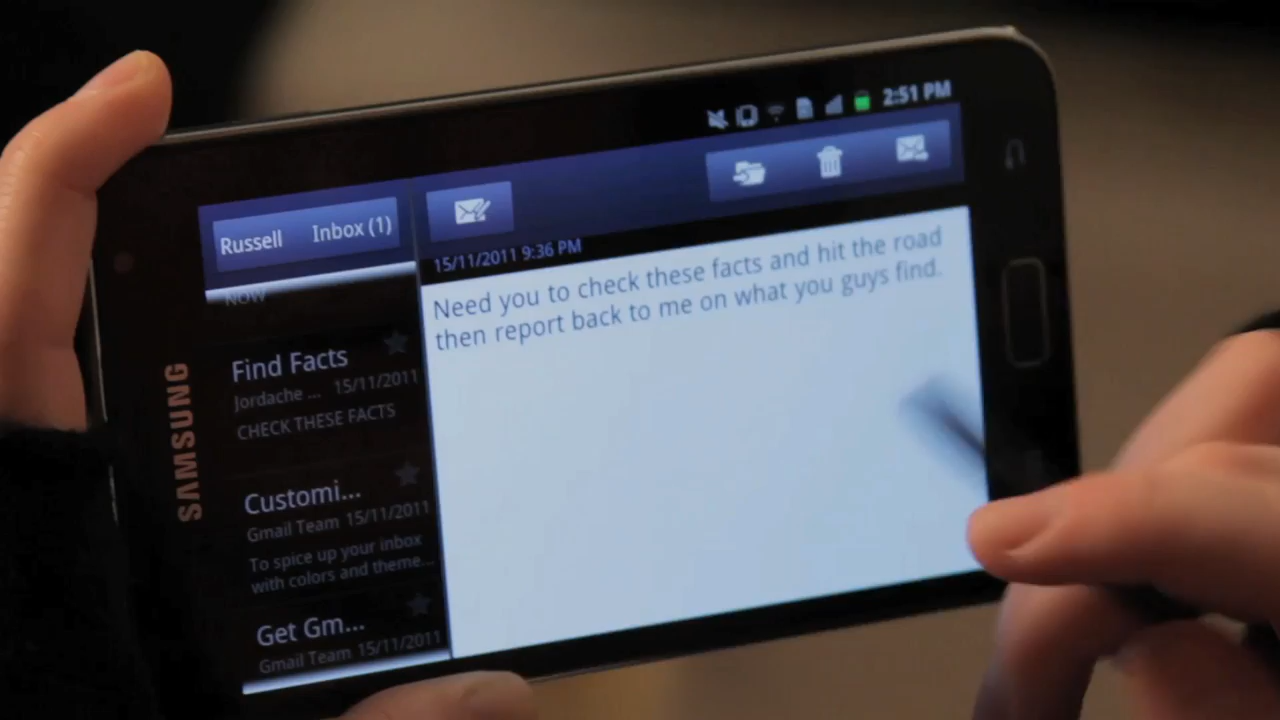 2:51 PM
Russell Inbox (1)
15/11/2011 9:36 PM
Need you to check these facts and hit the road
then report back to me on what you guys find.
NOW
Find Facts
Jordache ... 15/11/2011
CHECK THESE FACTS
Customi...
Gmail Team 15/11/2011
To spice up your inbox
with colors and theme...
Get Gm...
Gmail Team 15/11/2011
SAMSUNG